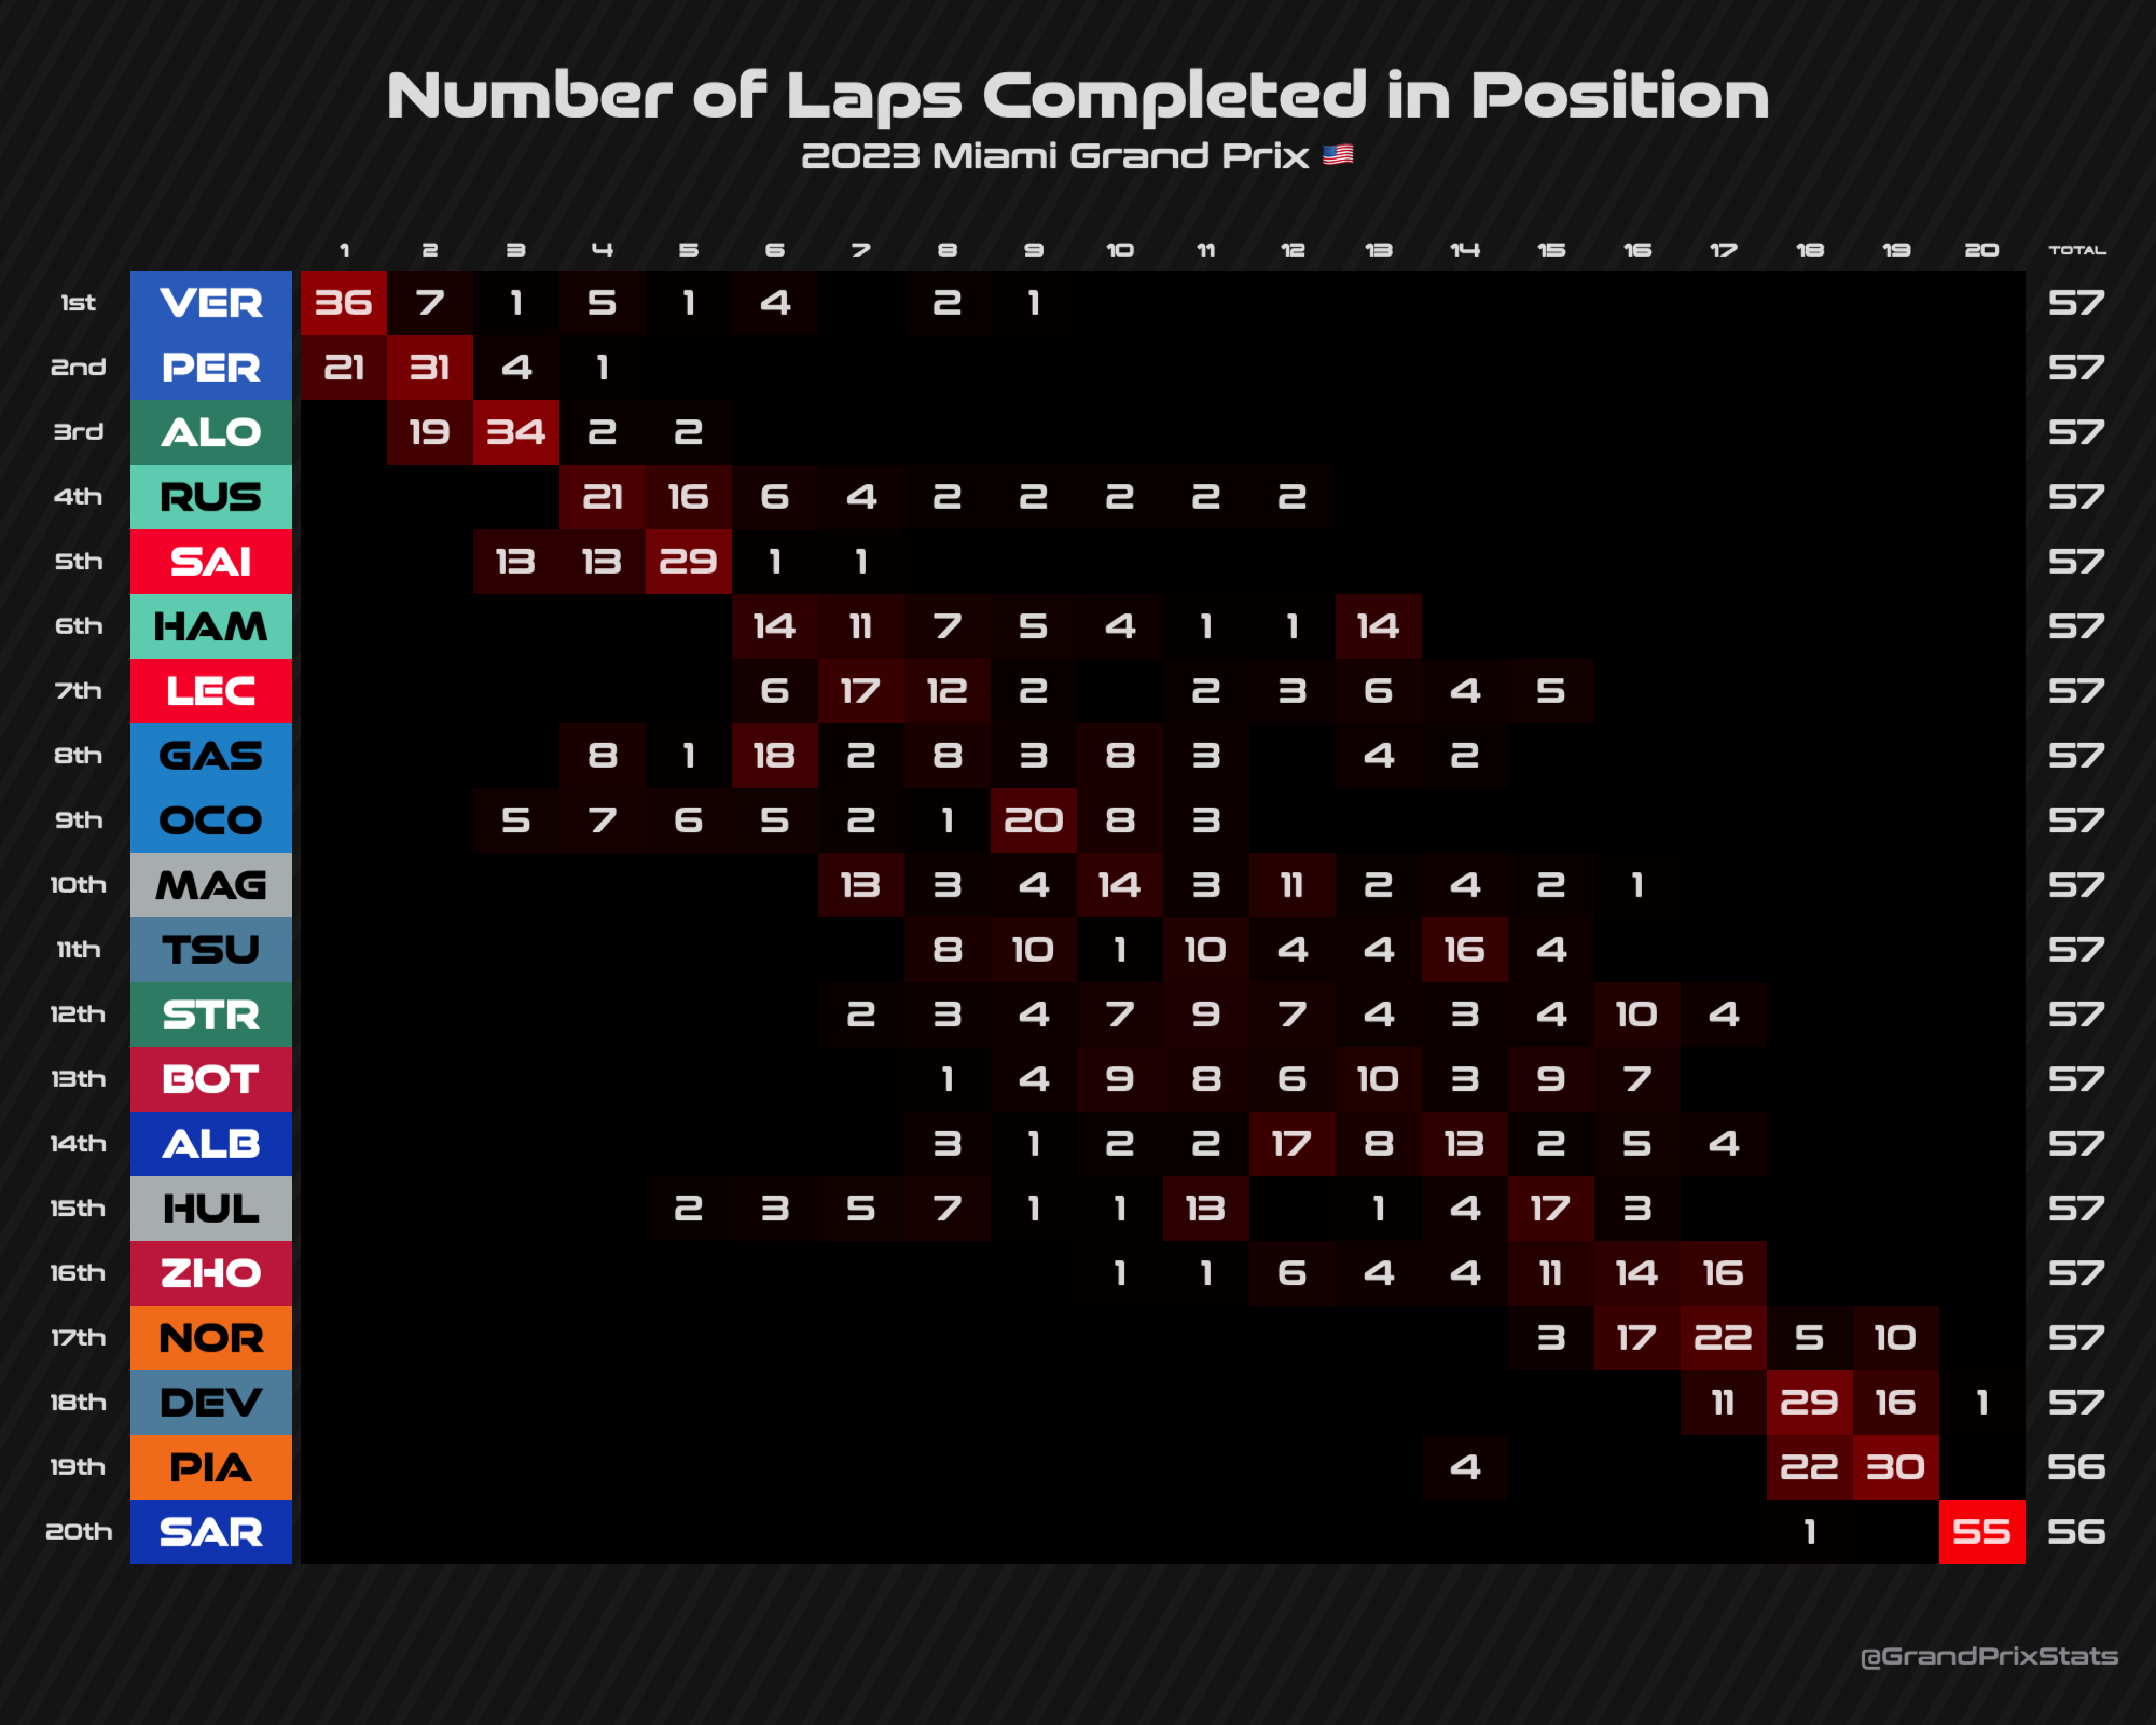 Number of Laps Completed in Position
2023 Miami Grand Prix 🇺🇸
1 2 3 4 5 6 7 8 9 10 11 12 13 14 15 16 17 18 19 20 TOTAL
1st VER 36 7 1 5 1 4 2 1 57
2nd PER 21 31 4 1 57
3rd ALO 19 34 2 2 57
4th RUS 21 16 6 4 2 2 2 2 2 57
5th SAI 13 13 29 1 1 57
6th HAM 14 11 7 5 4 1 1 14 57
7th LEC 6 17 12 2 2 3 6 4 5 57
8th GAS 8 1 18 2 8 3 8 3 4 2 57
9th OCO 5 7 6 5 2 1 20 8 3 57
10th MAG 13 3 4 14 3 11 2 4 2 1 57
11th TSU 8 10 1 10 4 4 16 4 57
12th STR 2 3 4 7 9 7 4 3 4 10 4 57
13th BOT 1 4 9 8 6 10 3 9 7 57
14th ALB 3 1 2 2 17 8 13 2 5 4 57
15th HUL 2 3 5 7 1 1 13 1 4 17 3 57
16th ZHO 1 1 6 4 4 11 14 16 57
17th NOR 3 17 22 5 10 57
18th DEV 11 29 16 1 57
19th PIA 4 22 30 56
20th SAR 1 55 56
@GrandPrixStats